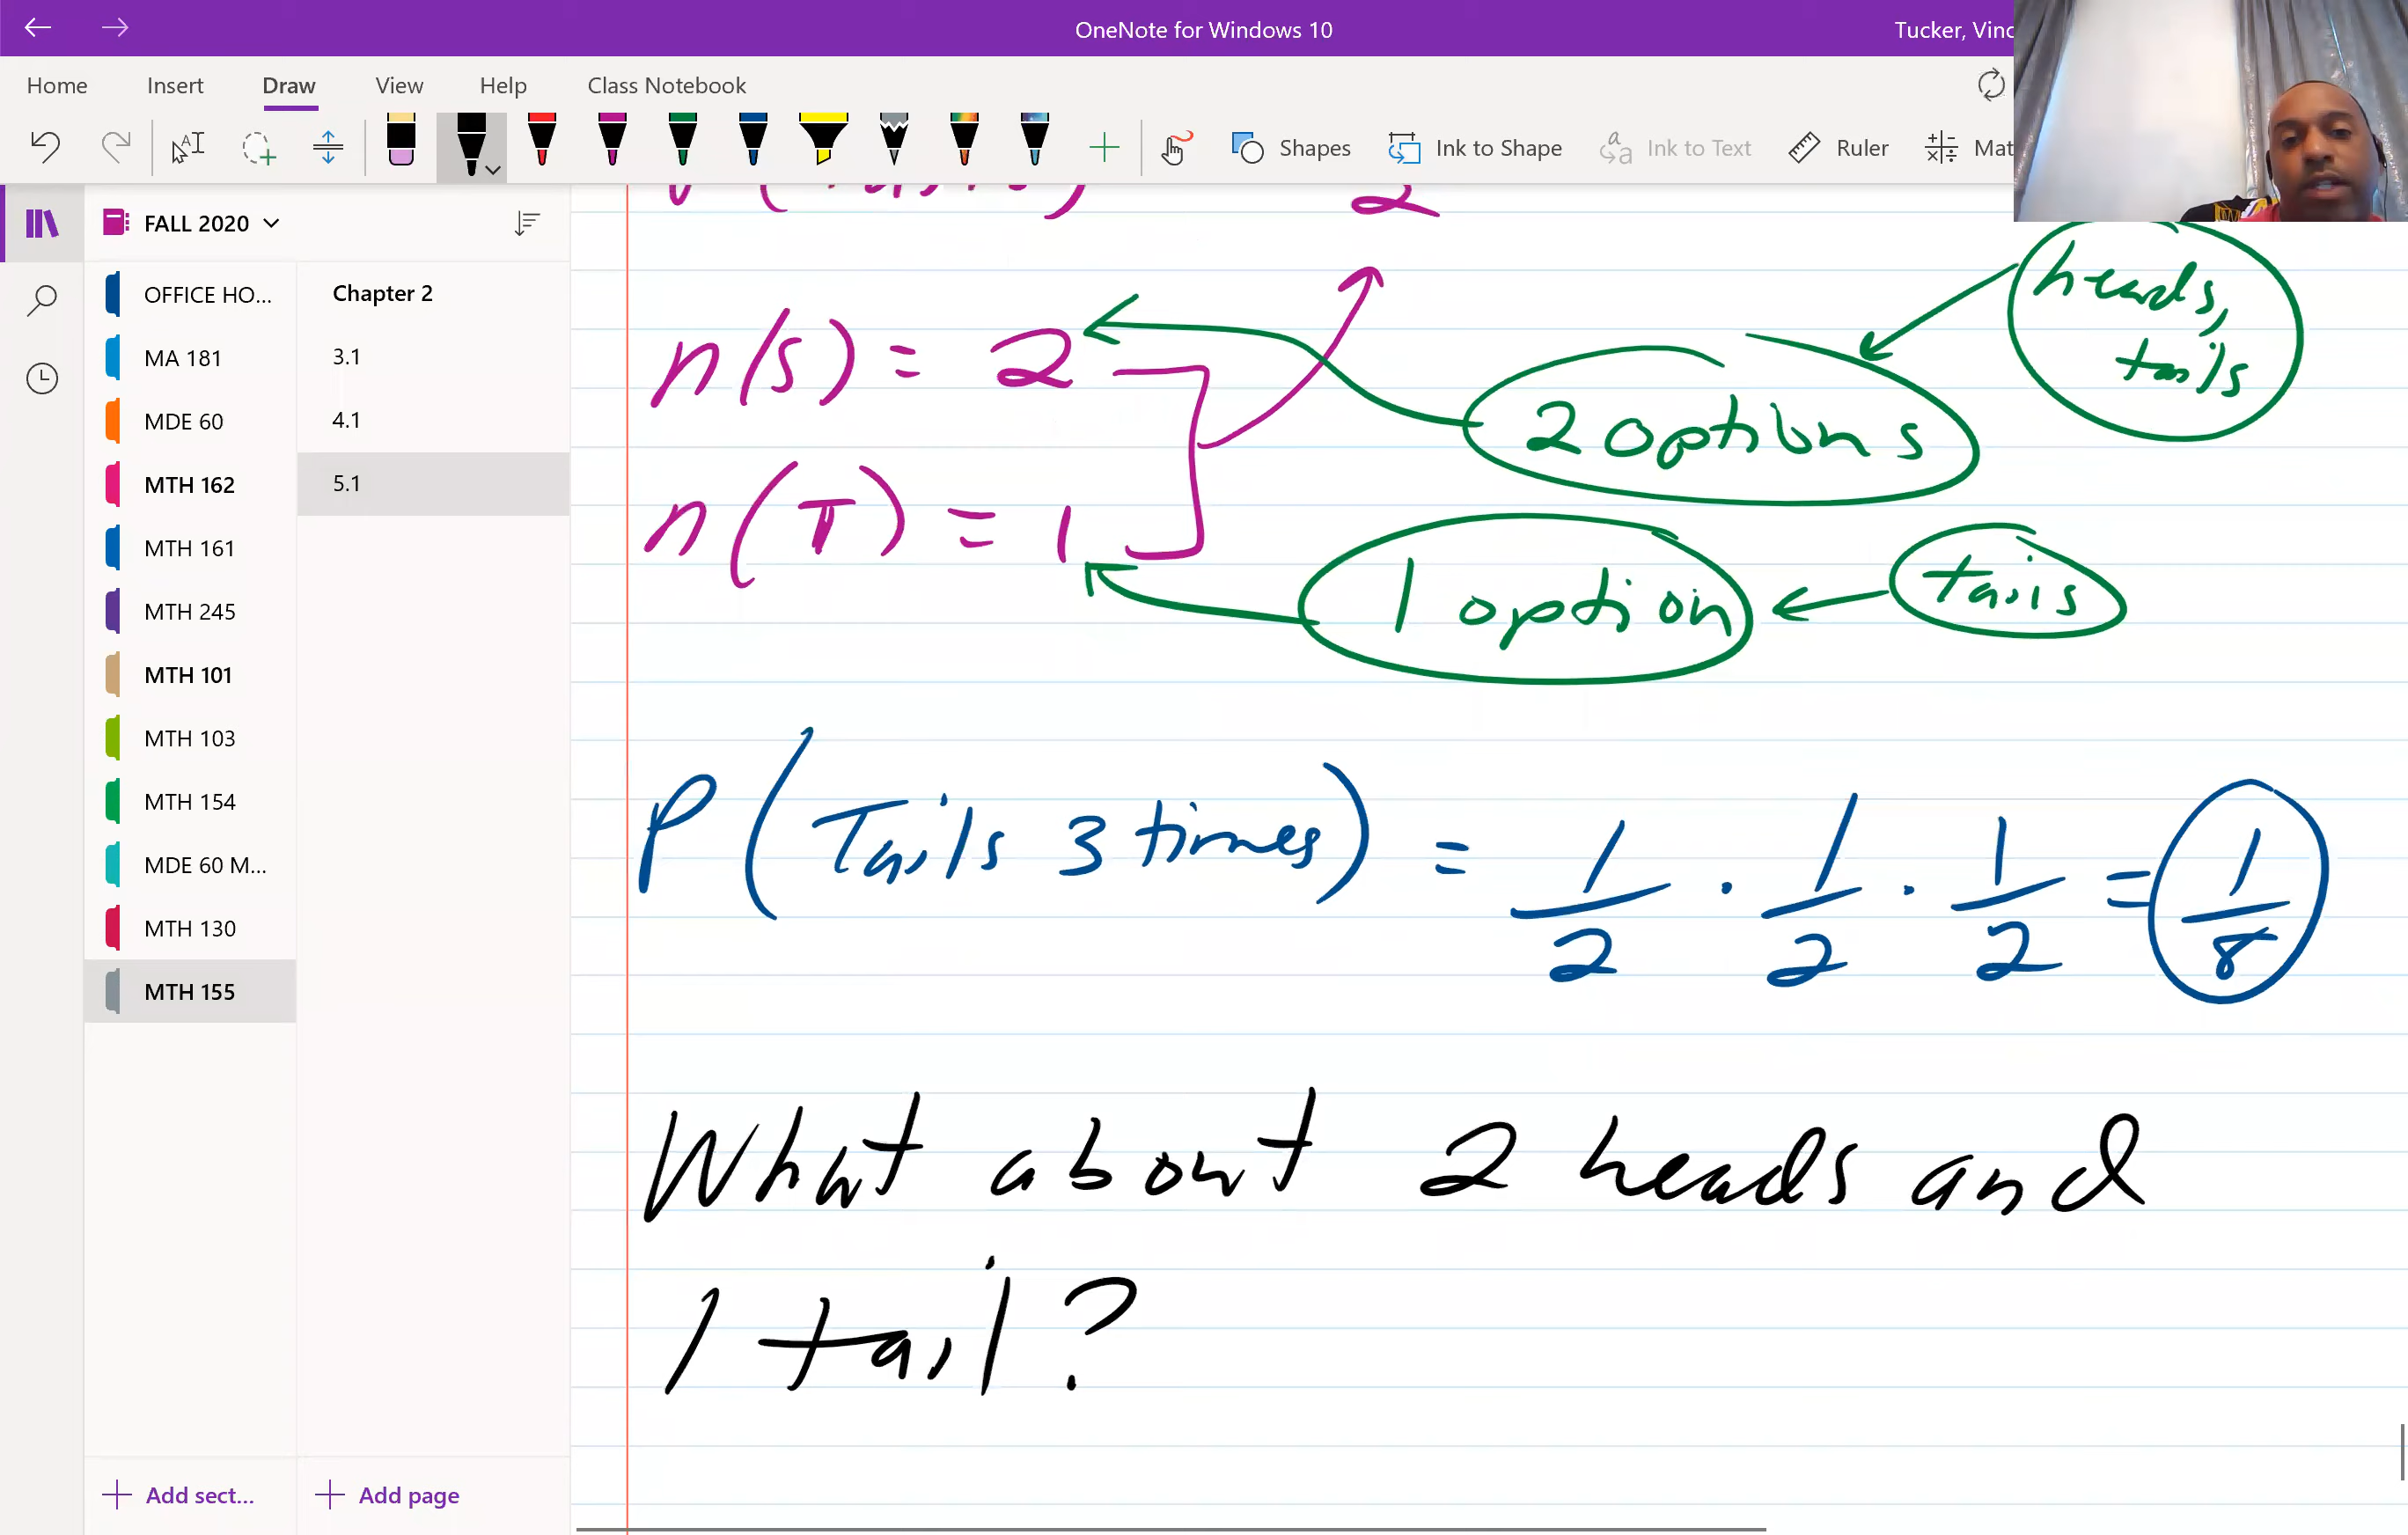 OneNote for Windows 10
Tucker, Vinc
Home Insert Draw View Help Class Notebook
Shapes Ink to Shape Ink to Text Ruler Mat
FALL 2020
OFFICE HO...
MA 181
MDE 60
MTH 162
MTH 161
MTH 245
MTH 101
MTH 103
MTH 154
MDE 60 M...
MTH 130
MTH 155
Add sect...
Chapter 2
3.1
4.1
5.1
Add page
2
heads,
tails
n(s) = 2
2 options
n(T) = 1
1 option
tails
P(Tails 3 times) = 1/2 · 1/2 · 1/2 = 1/8
What about 2 heads and
1 tail?